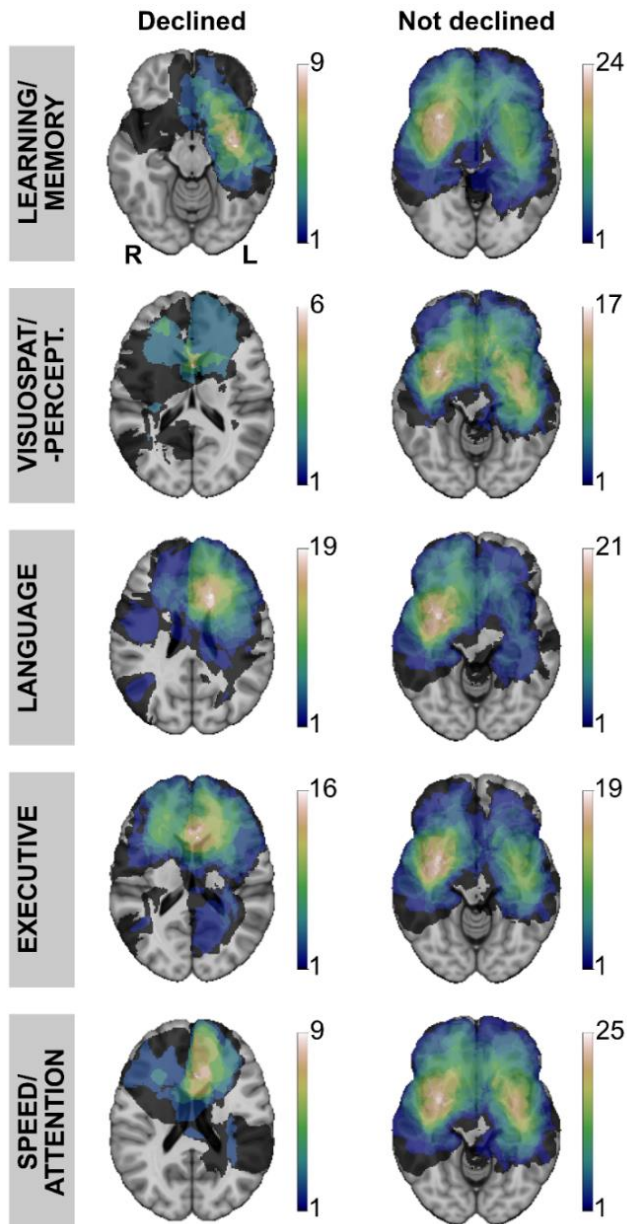 Declined Not declined
LEARNING/
MEMORY
9
1
24
1
R L
VISUOSPAT/
-PERCEPT.
6
1
17
1
LANGUAGE
19
1
21
1
EXECUTIVE
16
1
19
1
SPEED/
ATTENTION
9
1
25
1